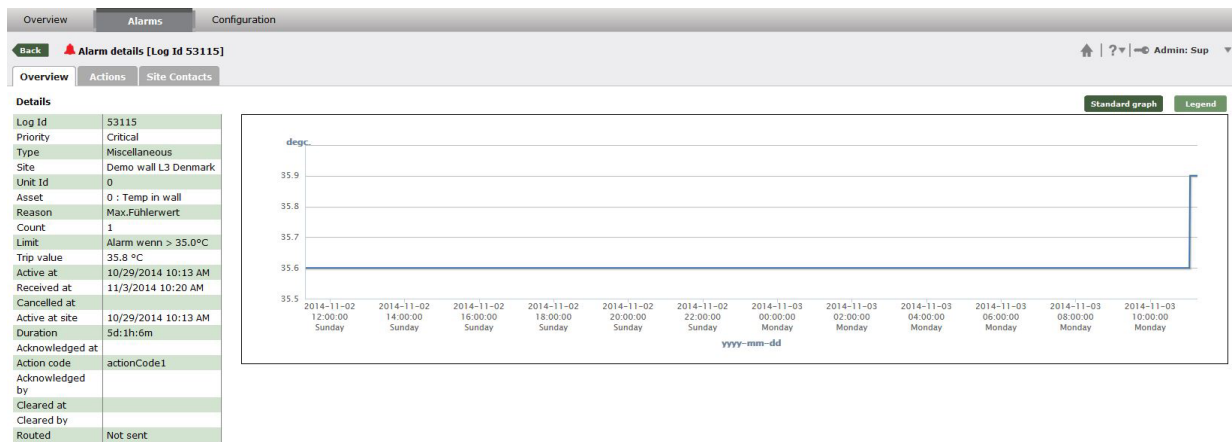 Overview Alarms Configuration
Back Alarm details [Log Id 53115] ? Admin: Sup
Overview Actions Site Contacts
Details
Standard graph Legend
Log Id 53115
Priority Critical
Type Miscellaneous
Site Demo wall L3 Denmark
Unit Id 0
Asset 0 : Temp in wall
Reason Max.Fühlerwert
Count 1
Limit Alarm wenn > 35.0ºC
Trip value 35.8 ºC
Active at 10/29/2014 10:13 AM
Received at 11/3/2014 10:20 AM
Cancelled at
Active at site 10/29/2014 10:13 AM
Duration 5d:1h:6m
Acknowledged at
Action code actionCode1
Acknowledged
by
Cleared at
Cleared by
Routed Not sent
degc
35.9
35.8
35.7
35.6
35.5
2014-11-02 2014-11-02 2014-11-02 2014-11-02 2014-11-02 2014-11-02 2014-11-03 2014-11-03 2014-11-03 2014-11-03 2014-11-03 2014-11-03
12:00:00 14:00:00 16:00:00 18:00:00 20:00:00 22:00:00 00:00:00 02:00:00 04:00:00 06:00:00 08:00:00 10:00:00
Sunday Sunday Sunday Sunday Sunday Sunday Monday Monday Monday Monday Monday Monday
yyyy-mm-dd